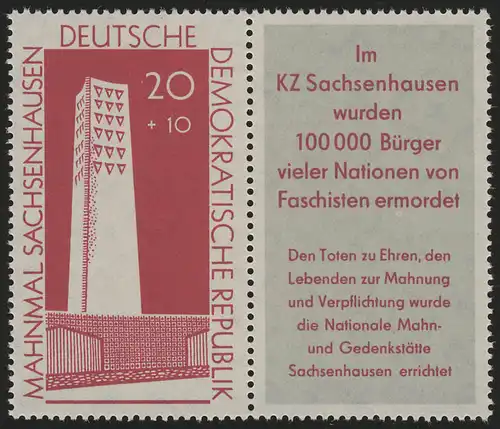 MAHNMAL SACHSENHAUSEN
DEUTSCHE
DEMOKRATISCHE REPUBLIK
20
+ 10
Im
KZ Sachsenhausen
wurden
100 000 Bürger
vieler Nationen von
Faschisten ermordet
Den Toten zu Ehren, den
Lebenden zur Mahnung
und Verpflichtung wurde
die Nationale Mahn-
und Gedenkstätte
Sachsenhausen errichtet